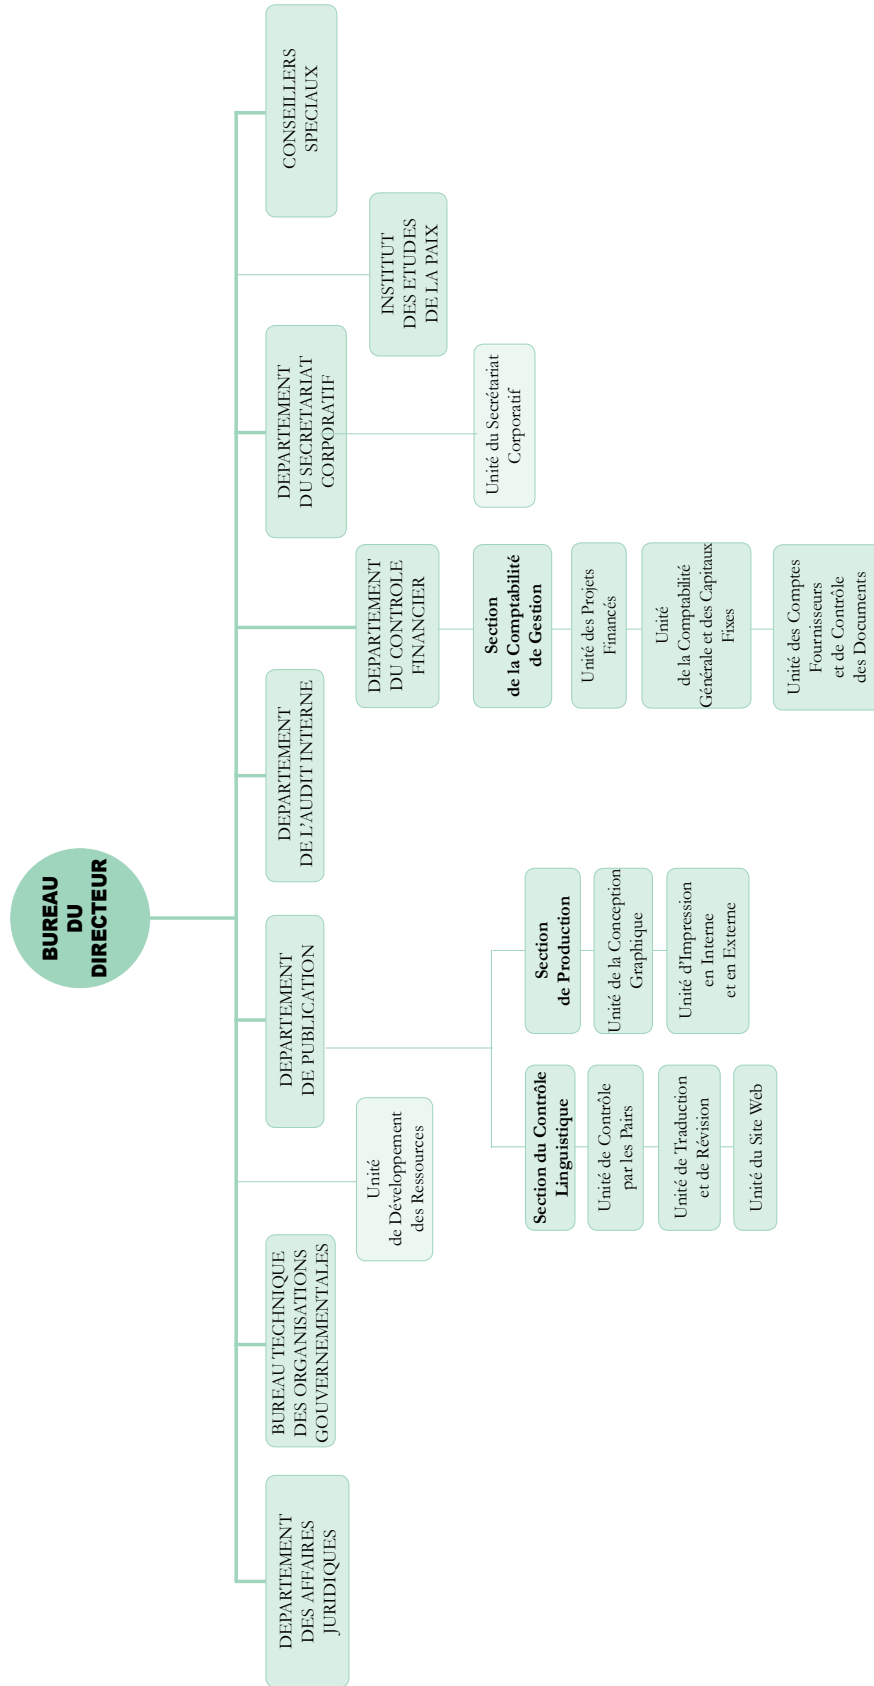 BUREAU
DU
DIRECTEUR
DEPARTEMENT
DES AFFAIRES
JURIDIQUES
BUREAU TECHNIQUE
DES ORGANISATIONS
GOUVERNEMENTALES
Unité
de Développement
des Ressources
DEPARTEMENT
DE PUBLICATION
Section du Contrôle
Linguistique
Unité de Contrôle
par les Pairs
Unité de Traduction
et de Révision
Unité du Site Web
Section
de Production
Unité de la Conception
Graphique
Unité d'Impression
en Interne
et en Externe
DEPARTEMENT
DE L'AUDIT INTERNE
DEPARTEMENT
DU CONTROLE
FINANCIER
Section
de la Comptabilité
de Gestion
Unité des Projets
Financés
Unité
de la Comptabilité
Générale et des Capitaux
Fixes
Unité des Comptes
Fournisseurs
et de Contrôle
des Documents
DEPARTEMENT
DU SECRETARIAT
CORPORATIF
Unité du Secrétariat
Corporatif
INSTITUT
DES ETUDES
DE LA PAIX
CONSEILLERS
SPECIAUX